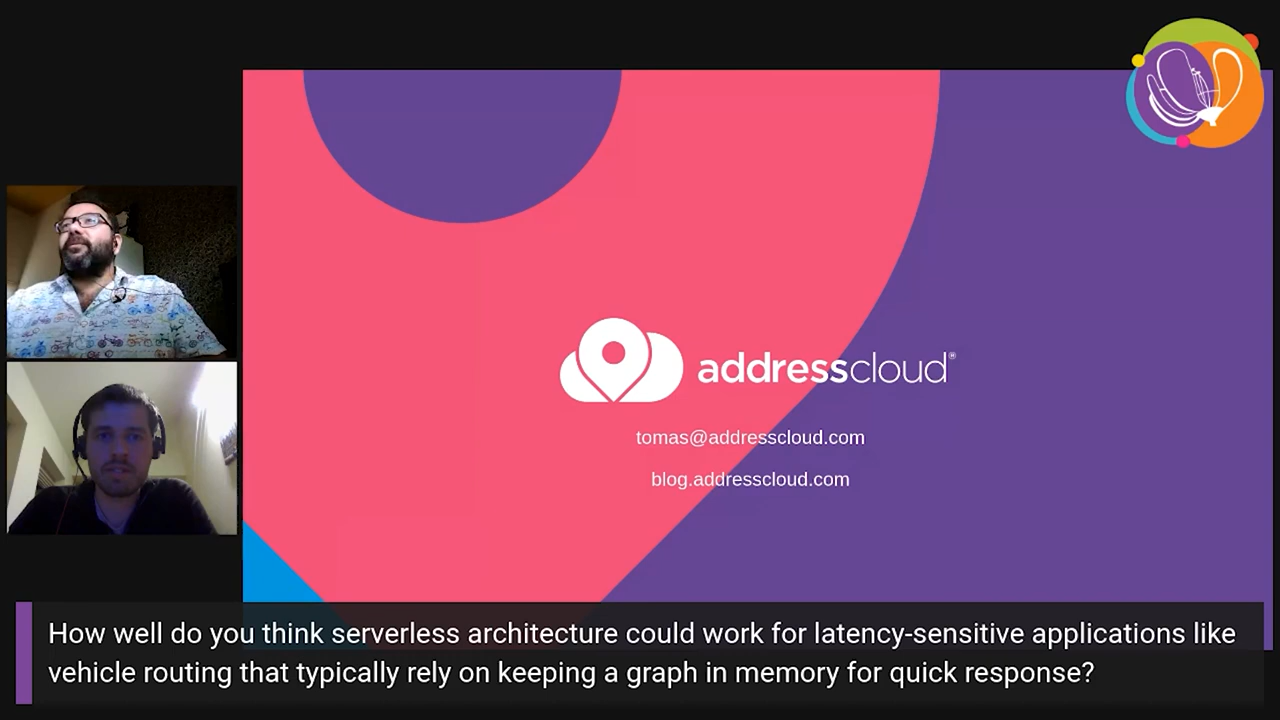 addresscloud®
tomas@addresscloud.com
blog.addresscloud.com
How well do you think serverless architecture could work for latency-sensitive applications like
vehicle routing that typically rely on keeping a graph in memory for quick response?